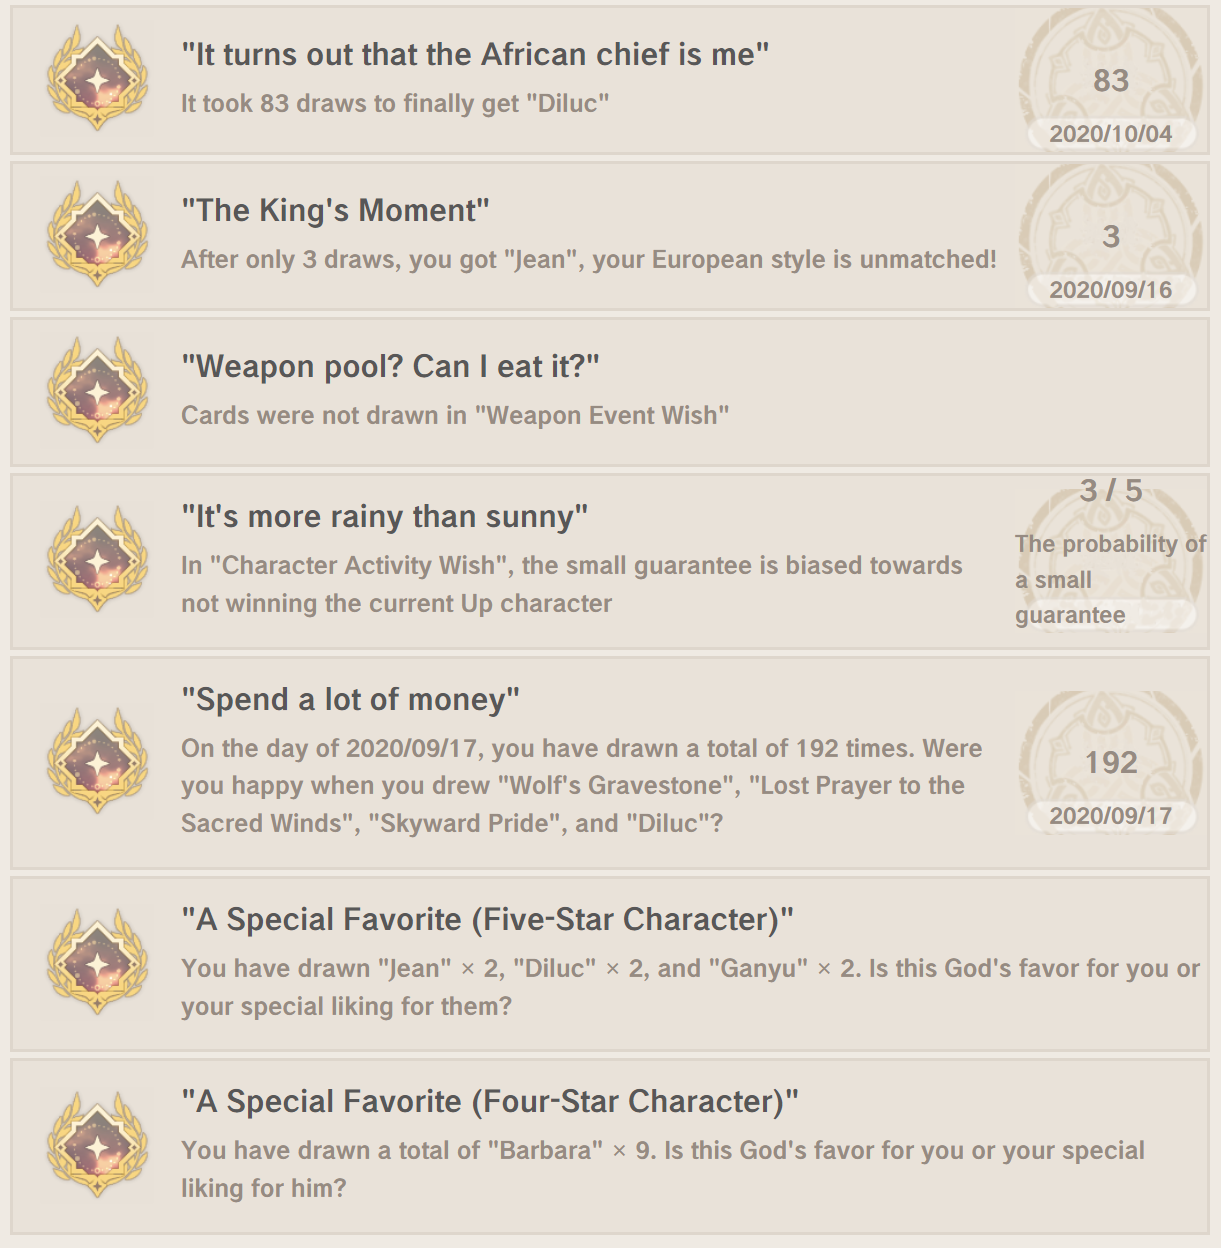 "It turns out that the African chief is me"
It took 83 draws to finally get "Diluc"
83
2020/10/04
"The King's Moment"
After only 3 draws, you got "Jean", your European style is unmatched!
3
2020/09/16
"Weapon pool? Can I eat it?"
Cards were not drawn in "Weapon Event Wish"
"It's more rainy than sunny"
In "Character Activity Wish", the small guarantee is biased towards
not winning the current Up character
3 / 5
The probability of
a small
guarantee
"Spend a lot of money"
On the day of 2020/09/17, you have drawn a total of 192 times. Were
you happy when you drew "Wolf's Gravestone", "Lost Prayer to the
Sacred Winds", "Skyward Pride", and "Diluc"?
192
2020/09/17
"A Special Favorite (Five-Star Character)"
You have drawn "Jean" × 2, "Diluc" × 2, and "Ganyu" × 2. Is this God's favor for you or
your special liking for them?
"A Special Favorite (Four-Star Character)"
You have drawn a total of "Barbara" × 9. Is this God's favor for you or your special
liking for him?